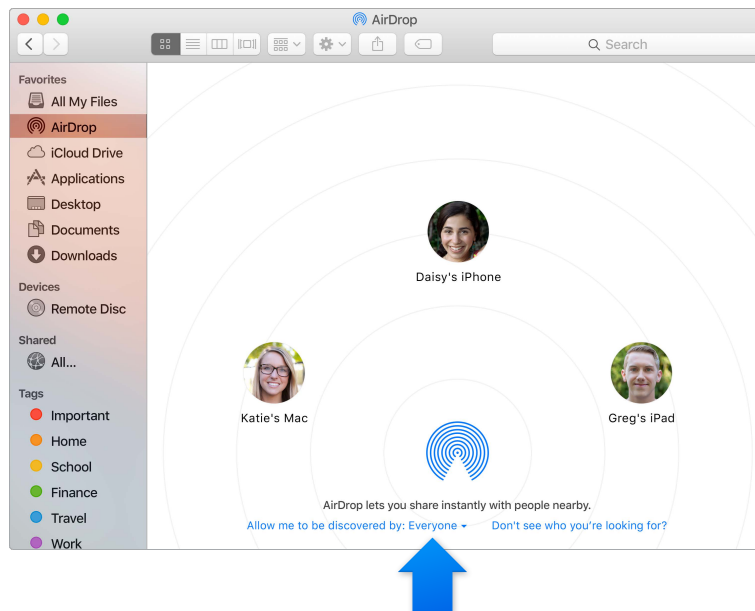 AirDrop
Search
Favorites
All My Files
AirDrop
iCloud Drive
Applications
Desktop
Documents
Downloads
Devices
Remote Disc
Shared
All...
Tags
Important
Home
School
Finance
Travel
Work
Daisy's iPhone
Katie's Mac
Greg's iPad
AirDrop lets you share instantly with people nearby.
Allow me to be discovered by: Everyone
Don't see who you’re looking for?